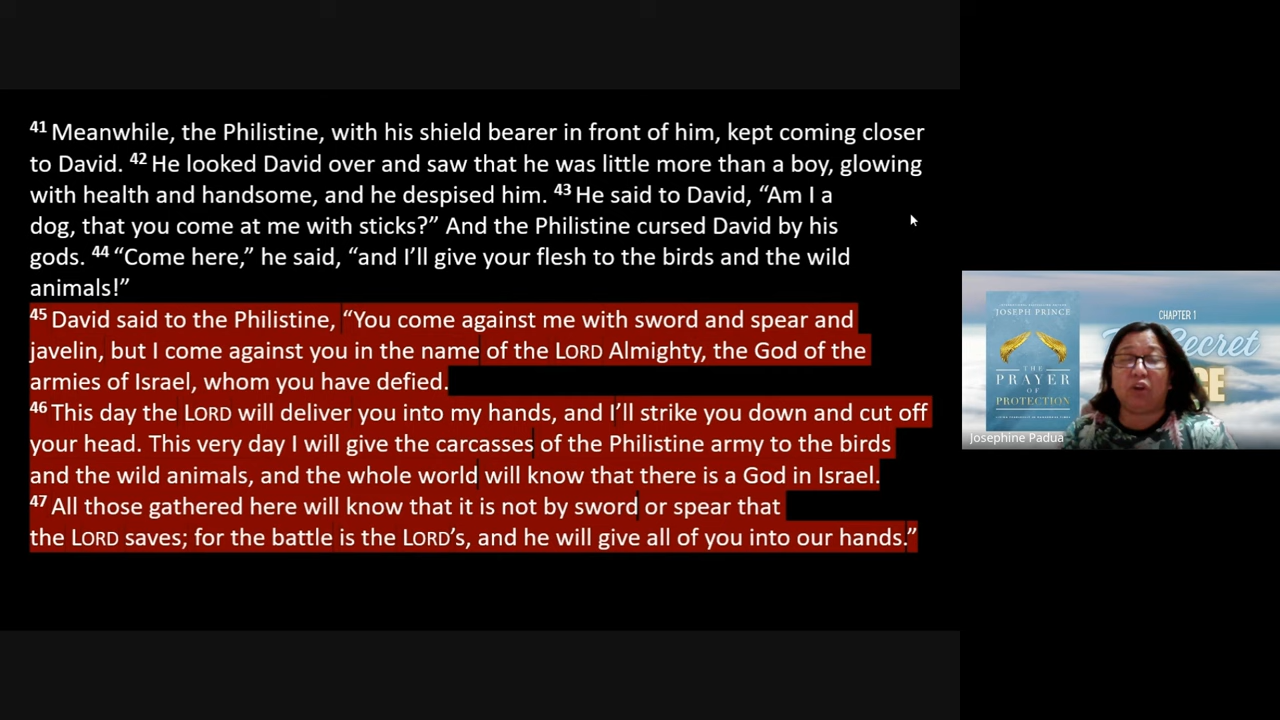 41 Meanwhile, the Philistine, with his shield bearer in front of him, kept coming closer
to David. 42 He looked David over and saw that he was little more than a boy, glowing
with health and handsome, and he despised him. 43 He said to David, “Am I a
dog, that you come at me with sticks?” And the Philistine cursed David by his
gods. 44 “Come here,” he said, “and I’ll give your flesh to the birds and the wild
animals!”
45 David said to the Philistine, “You come against me with sword and spear and
javelin, but I come against you in the name of the LORD Almighty, the God of the
armies of Israel, whom you have defied.
46 This day the LORD will deliver you into my hands, and I’ll strike you down and cut off
your head. This very day I will give the carcasses of the Philistine army to the birds
and the wild animals, and the whole world will know that there is a God in Israel.
47 All those gathered here will know that it is not by sword or spear that
the LORD saves; for the battle is the LORD’s, and he will give all of you into our hands.”
JOSEPH PRINCE
THE
PRAYER
OF
PROTECTION
CHAPTER 1
Secret
Josephine Padua